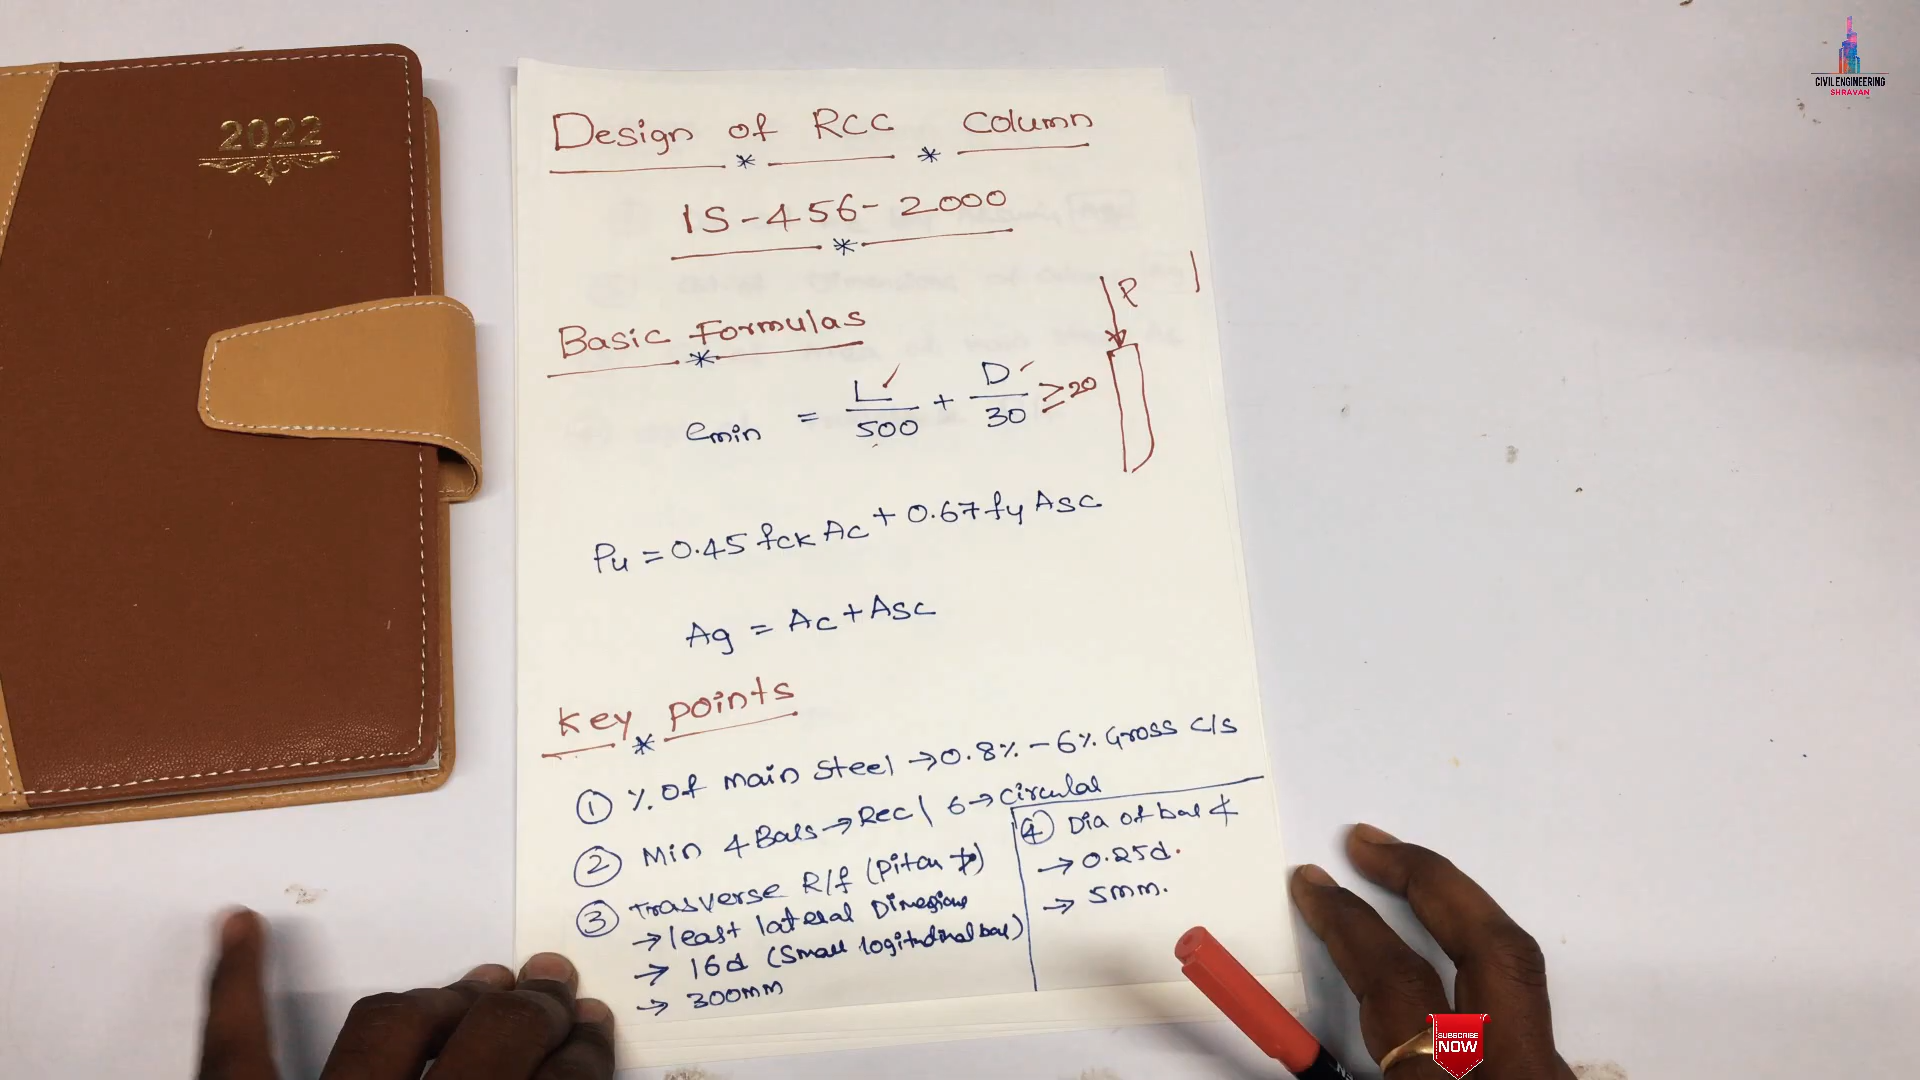 2022
CIVIL ENGINEERING
SHRAVAN
Design of RCC Column
IS-456-2000
Basic Formulas
P
emin = L/500 + D/30 ≥ 20
Pu = 0.45 fck Ac + 0.67 fy Asc
Ag = Ac + Asc
Key points
① % of main Steel → 0.8% - 6% Gross c/s
② Min 4 Bars → Rec \ 6 → Circular
③ Trasverse R/f (Pitch)
→ least lateral Dimesions
→ 16d (Small logitudinal bar)
→ 300mm
④ Dia of bar
→ 0.25d.
→ 5mm.
SUBSCRIBE
NOW